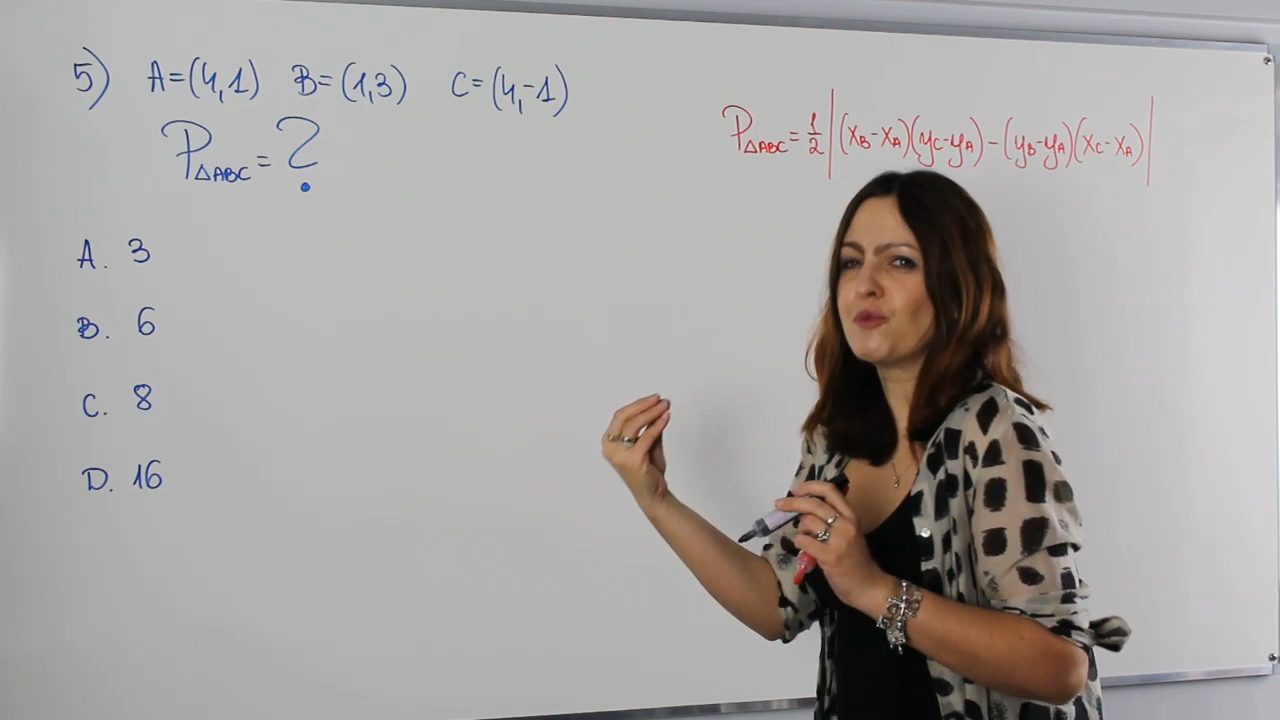 5) A=(4,1) B=(1,3) C=(4,-1)
P△ABC = ?
A. 3
B. 6
C. 8
D. 16
P△ABC = 1/2 |(xB-xA)(yC-yA)-(yB-yA)(xC-xA)|